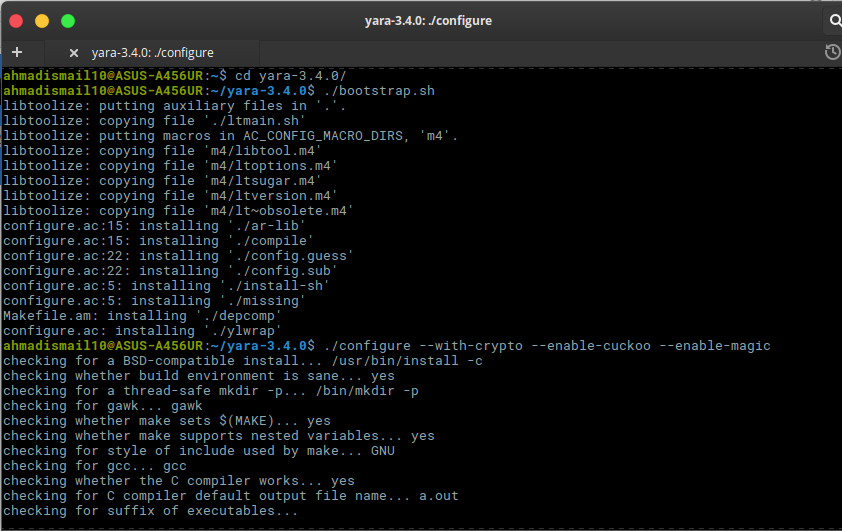 yara-3.4.0: ./configure
+ × yara-3.4.0: ./configure
ahmadismail10@ASUS-A456UR:~$ cd yara-3.4.0/
ahmadismail10@ASUS-A456UR:~/yara-3.4.0$ ./bootstrap.sh
libtoolize: putting auxiliary files in '.'.
libtoolize: copying file './ltmain.sh'
libtoolize: putting macros in AC_CONFIG_MACRO_DIRS, 'm4'.
libtoolize: copying file 'm4/libtool.m4'
libtoolize: copying file 'm4/ltoptions.m4'
libtoolize: copying file 'm4/ltsugar.m4'
libtoolize: copying file 'm4/ltversion.m4'
libtoolize: copying file 'm4/lt~obsolete.m4'
configure.ac:15: installing './ar-lib'
configure.ac:15: installing './compile'
configure.ac:22: installing './config.guess'
configure.ac:22: installing './config.sub'
configure.ac:5: installing './install-sh'
configure.ac:5: installing './missing'
Makefile.am: installing './depcomp'
configure.ac: installing './ylwrap'
ahmadismail10@ASUS-A456UR:~/yara-3.4.0$ ./configure --with-crypto --enable-cuckoo --enable-magic
checking for a BSD-compatible install... /usr/bin/install -c
checking whether build environment is sane... yes
checking for a thread-safe mkdir -p... /bin/mkdir -p
checking for gawk... gawk
checking whether make sets $(MAKE)... yes
checking whether make supports nested variables... yes
checking for style of include used by make... GNU
checking for gcc... gcc
checking whether the C compiler works... yes
checking for C compiler default output file name... a.out
checking for suffix of executables...